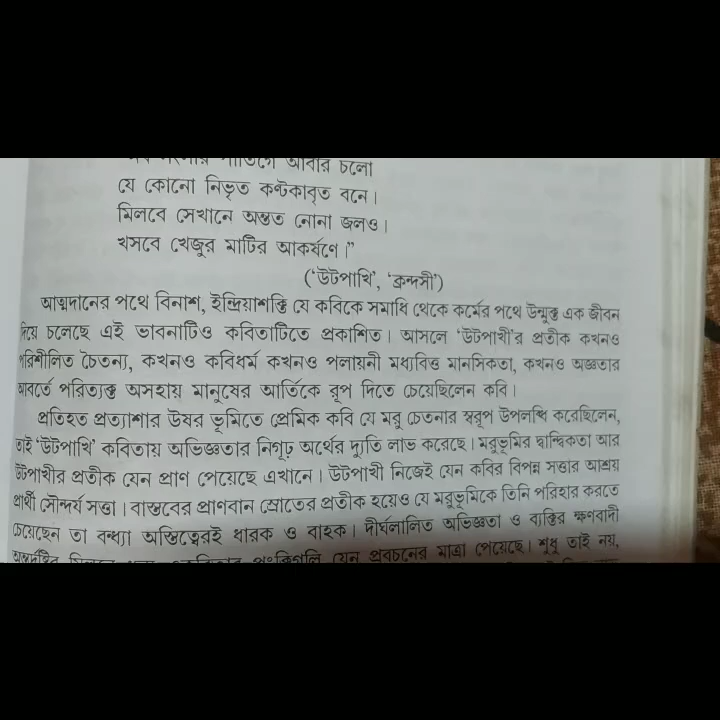 আবার চলো
যে কোনো নিভৃত কণ্টকাবৃত বনে।
মিলবে সেখানে অন্তত নোনা জলও।
খসবে খেজুর মাটির আকর্ষণে।”
(‘উটপাখি’, ‘ক্রন্দসী’)
আত্মদানের পথে বিনাশ, ইন্দ্রিয়াশক্তি যে কবিকে সমাধি থেকে কর্মের পথে উন্মুক্ত এক জীবন
দিয়ে চলেছে এই ভাবনাটিও কবিতাটিতে প্রকাশিত। আসলে ‘উটপাখী’র প্রতীক কখনও
পরিশীলিত চৈতন্য, কখনও কবিধর্ম কখনও পলায়নী মধ্যবিত্ত মানসিকতা, কখনও অজ্ঞতার
আবর্তে পরিত্যক্ত অসহায় মানুষের আর্তিকে রূপ দিতে চেয়েছিলেন কবি।
প্রতিহত প্রত্যাশার উষর ভূমিতে প্রেমিক কবি যে মরু চেতনার স্বরূপ উপলব্ধি করেছিলেন,
তাই ‘উটপাখি’ কবিতায় অভিজ্ঞতার নিগূঢ় অর্থের দ্যুতি লাভ করেছে। মরুভূমির দ্বান্দ্বিকতা আর
উটপাখীর প্রতীক যেন প্রাণ পেয়েছে এখানে। উটপাখী নিজেই যেন কবির বিপন্ন সত্তার আশ্রয়
প্রার্থী সৌন্দর্য সত্তা। বাস্তবের প্রাণবান স্রোতের প্রতীক হয়েও যে মরুভূমিকে তিনি পরিহার করতে
চেয়েছেন তা বন্ধ্যা অস্তিত্বেরই ধারক ও বাহক। দীর্ঘলালিত অভিজ্ঞতা ও ব্যক্তির ক্ষণবাদী
যেন প্রবচনের মাত্রা পেয়েছে। শুধু তাই নয়,